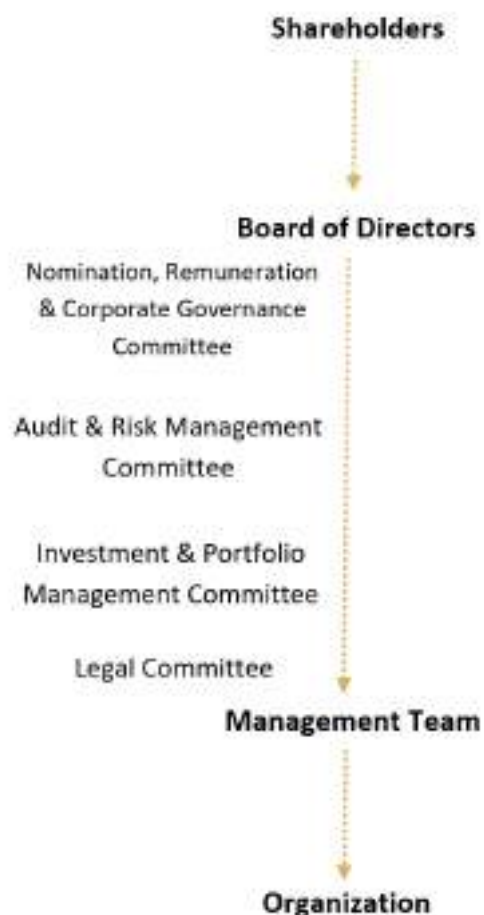 Shareholders
Board of Directors
Nomination, Remuneration
& Corporate Governance
Committee
Audit & Risk Management
Committee
Investment & Portfolio
Management Committee
Legal Committee
Management Team
Organization